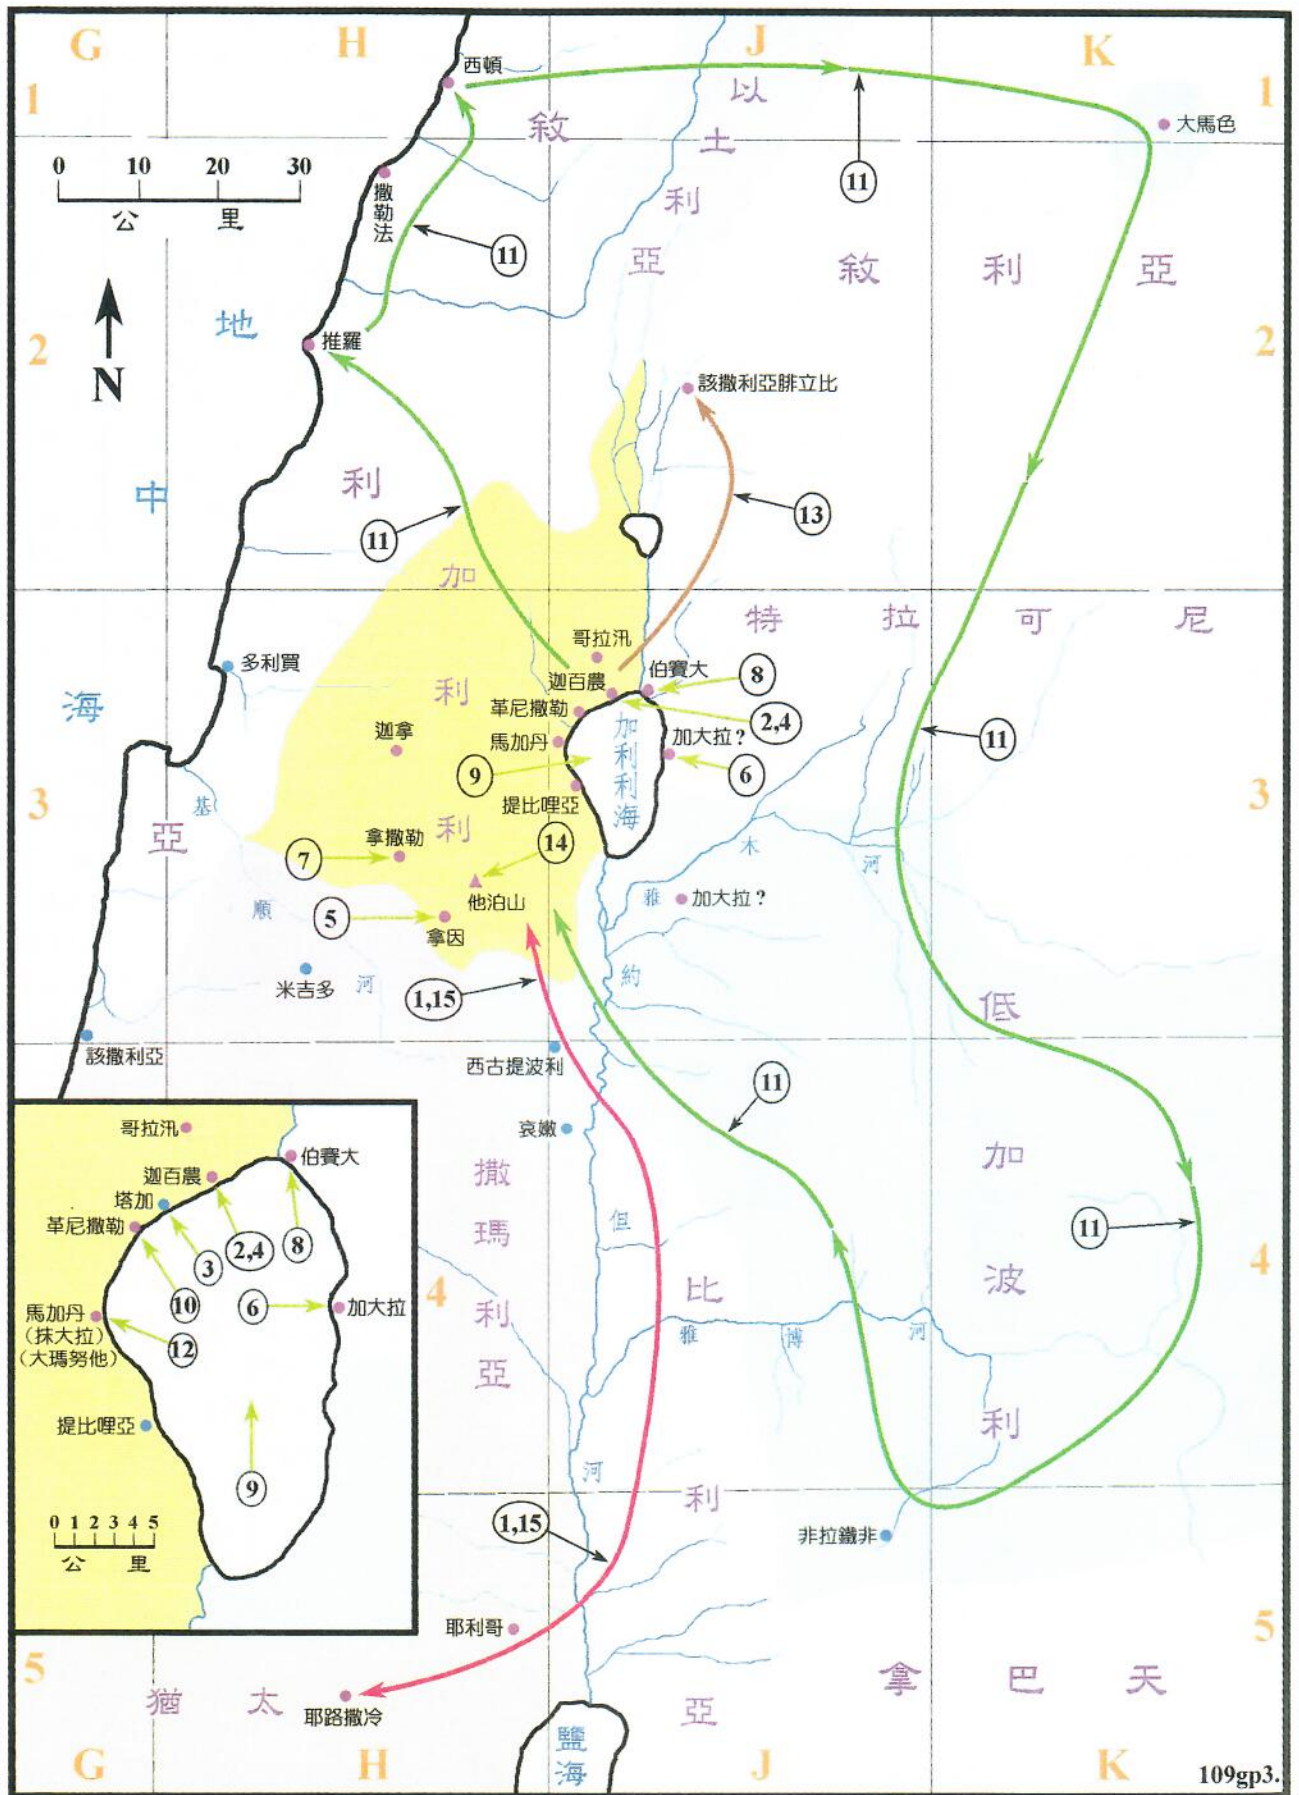 G
H
J
K
1
1
西頓
以
敘
土
大馬色
0 10 20 30
公 里
撒勒法
利
11
11
亞
敘 利 亞
地
N
2
2
推羅
該撒利亞腓立比
中
利
11
13
加
特 拉 可 尼
哥拉汛
多利買
伯賽大
8
迦百農
海
利
革尼撒勒
2,4
迦拿
馬加丹
加大拉?
11
9
加利利海
6
3
3
提比哩亞
基
亞
利
拿撒勒
14
木
7
河
他泊山
雅
加大拉?
順
5
拿因
米吉多
河
約
1,15
低
該撒利亞
西古提波利
11
哀嫩
加
哥拉汛
伯賽大
迦百農
撒
塔加
革尼撒勒
瑪
但
11
3
2,4
8
4
4
波
比
10
6
加大拉
馬加丹
(抹大拉)
(大瑪努他)
12
利
雅 博 河
亞
提比哩亞
利
9
河
利
0 1 2 3 4 5
公 里
1,15
非拉鐵非
耶利哥
5
5
猶 太
耶路撒冷
亞
拿 巴 天
鹽海
G
H
J
K
109gp3.